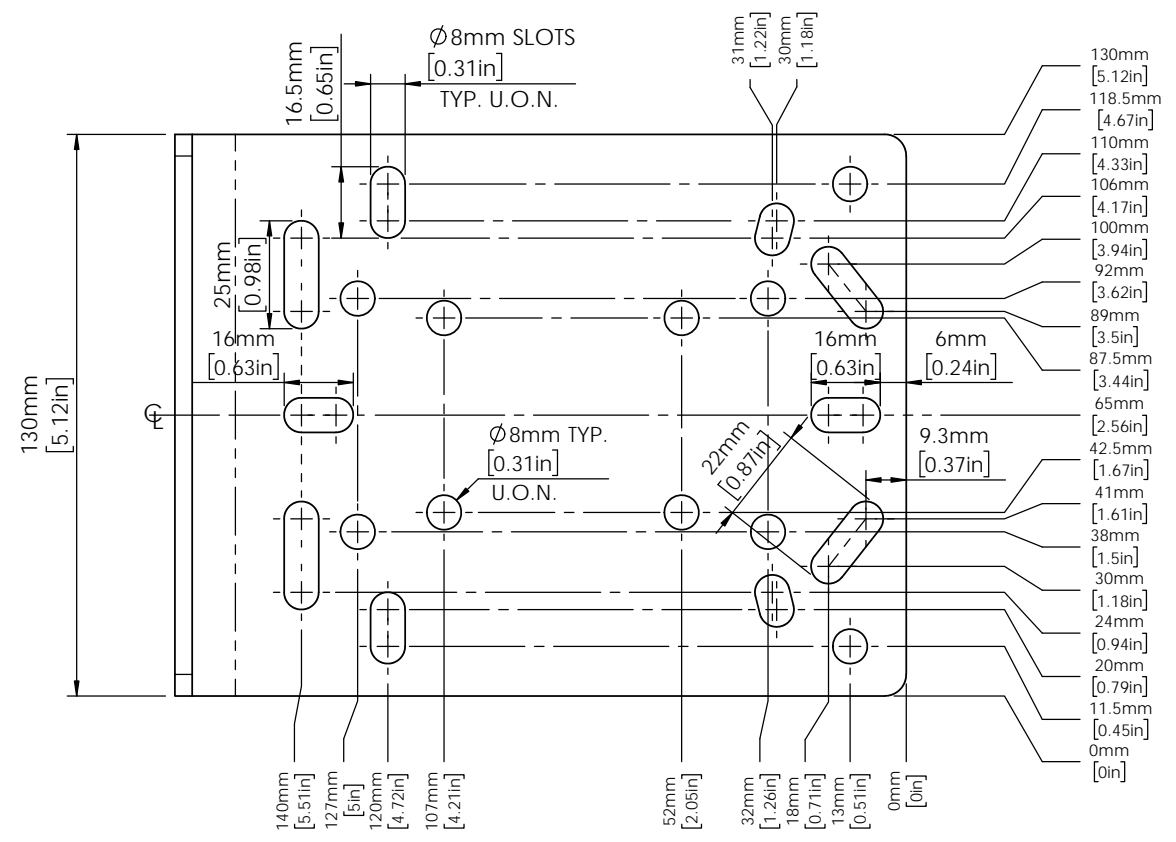 ⌀8mm SLOTS
[0.31in]
TYP. U.O.N.
16.5mm
[0.65in]
31mm
[1.22in]
30mm
[1.18in]
130mm
[5.12in]
118.5mm
[4.67in]
110mm
[4.33in]
106mm
[4.17in]
100mm
[3.94in]
92mm
[3.62in]
89mm
[3.5in]
87.5mm
[3.44in]
65mm
[2.56in]
42.5mm
[1.67in]
41mm
[1.61in]
38mm
[1.5in]
30mm
[1.18in]
24mm
[0.94in]
20mm
[0.79in]
11.5mm
[0.45in]
0mm
[0in]
25mm
[0.98in]
16mm
[0.63in]
16mm
[0.63in]
6mm
[0.24in]
130mm
[5.12in]
℄
⌀8mm TYP.
[0.31in]
U.O.N.
22mm
[0.87in]
9.3mm
[0.37in]
140mm
[5.51in]
127mm
[5in]
120mm
[4.72in]
107mm
[4.21in]
52mm
[2.05in]
32mm
[1.26in]
18mm
[0.71in]
13mm
[0.51in]
0mm
[0in]